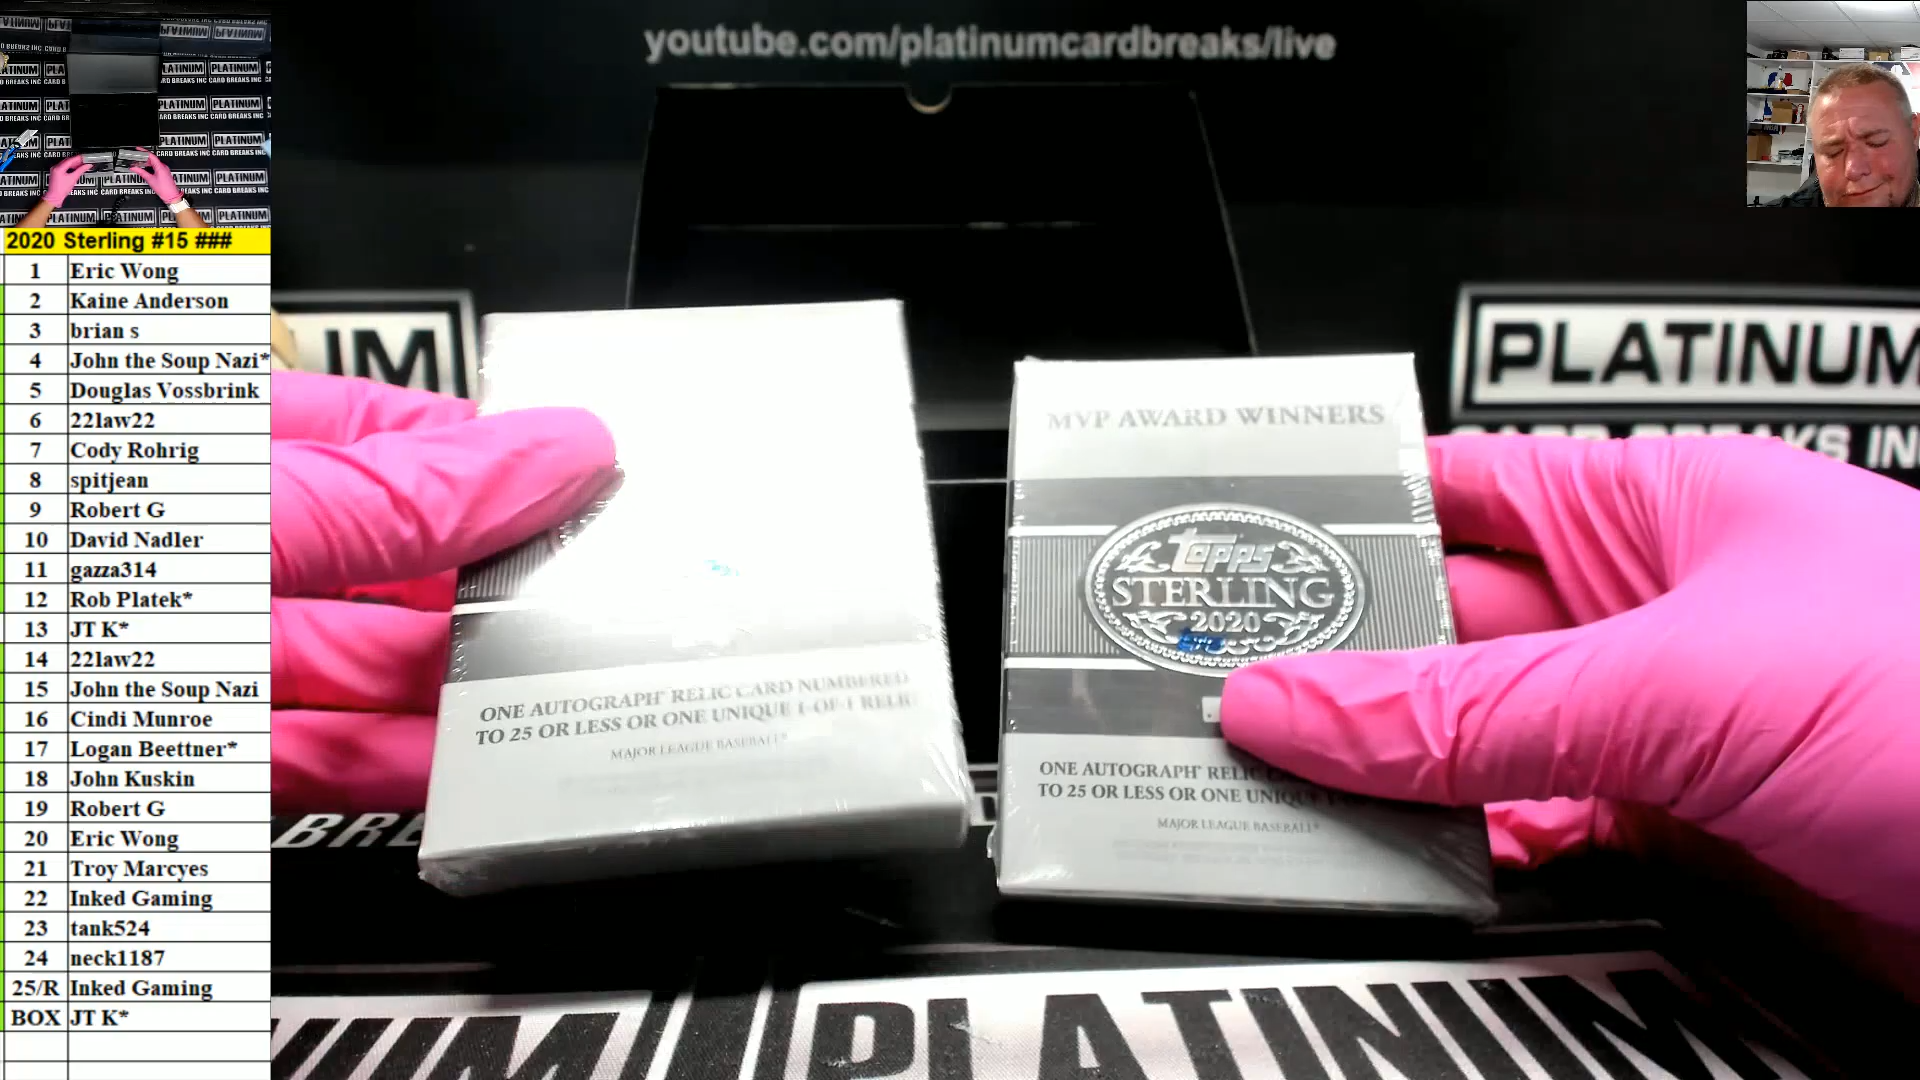 youtube.com/platinumcardbreaks/live
2020 Sterling #15 ###
1 Eric Wong
2 Kaine Anderson
3 brian s
4 John the Soup Nazi*
5 Douglas Vossbrink
6 22law22
7 Cody Rohrig
8 spitjean
9 Robert G
10 David Nadler
11 gazza314
12 Rob Platek*
13 JT K*
14 22law22
15 John the Soup Nazi
16 Cindi Munroe
17 Logan Beettner*
18 John Kuskin
19 Robert G
20 Eric Wong
21 Troy Marcyes
22 Inked Gaming
23 tank524
24 neck1187
25/R Inked Gaming
BOX JT K*
ONE AUTOGRAPH RELIC CARD NUMBERED
TO 25 OR LESS OR ONE UNIQUE 1-OF-1 RELIC
MAJOR LEAGUE BASEBALL
MVP AWARD WINNERS
Topps
STERLING
2020
ONE AUTOGRAPH RELIC
TO 25 OR LESS OR ONE UNIQUE
MAJOR LEAGUE BASEBALL
PLATINUM
PLATINUM